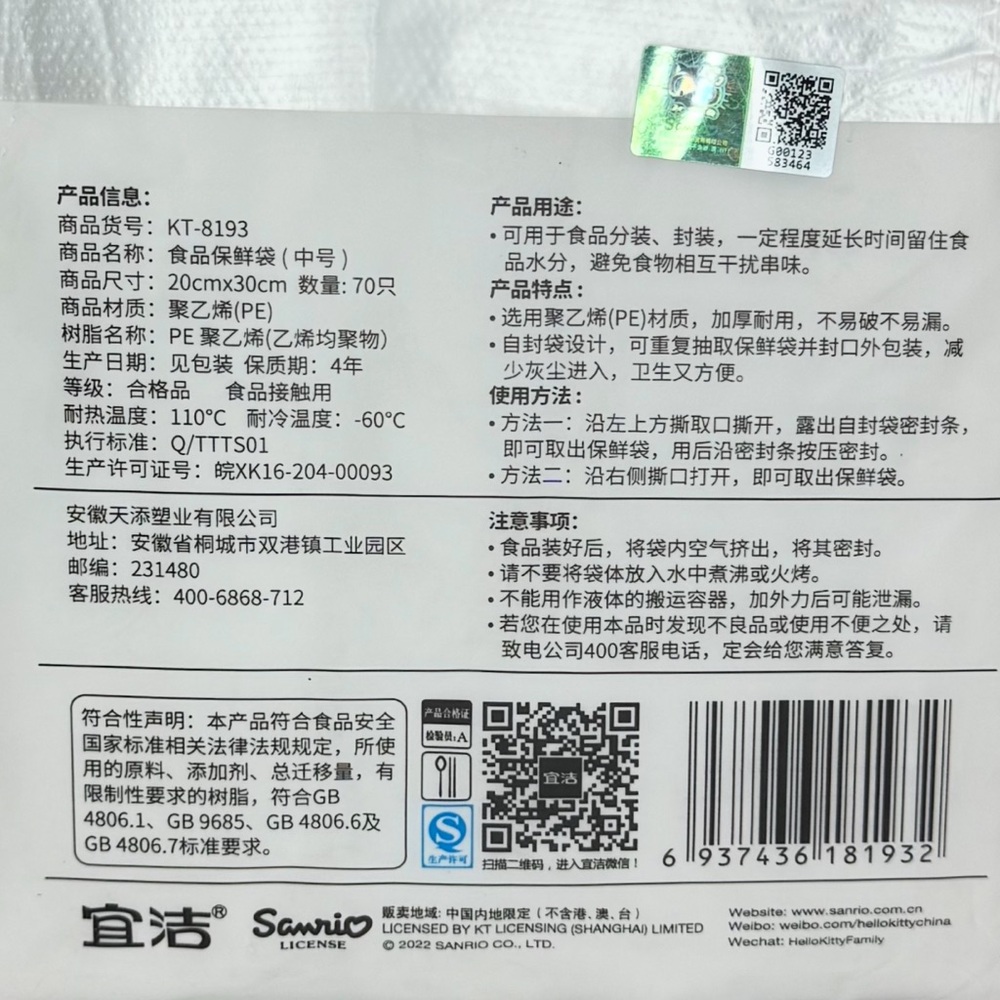 G00123
583464
产品信息：
商品货号：KT-8193
商品名称：食品保鲜袋 ( 中号 )
商品尺寸：20cmx30cm 数量: 70只
商品材质：聚乙烯(PE)
树脂名称：PE 聚乙烯(乙烯均聚物）
生产日期：见包装 保质期：4年
等级：合格品 食品接触用
耐热温度：110°C 耐冷温度：-60°C
执行标准：Q/TTTS01
生产许可证号：皖XK16-204-00093
产品用途：
• 可用于食品分装、封装，一定程度延长时间留住食
品水分，避免食物相互干扰串味。
产品特点：
• 选用聚乙烯(PE)材质，加厚耐用，不易破不易漏。
• 自封袋设计，可重复抽取保鲜袋并封口外包装，减
少灰尘进入，卫生又方便。
使用方法：
• 方法一：沿左上方撕取口撕开，露出自封袋密封条，
即可取出保鲜袋，用后沿密封条按压密封。
• 方法二：沿右侧撕口打开，即可取出保鲜袋。
安徽天添塑业有限公司
地址：安徽省桐城市双港镇工业园区
邮编：231480
客服热线：400-6868-712
注意事项：
• 食品装好后，将袋内空气挤出，将其密封。
• 请不要将袋体放入水中煮沸或火烤。
• 不能用作液体的搬运容器，加外力后可能泄漏。
• 若您在使用本品时发现不良品或使用不便之处，请
致电公司400客服电话，定会给您满意答复。
符合性声明：本产品符合食品安全
国家标准相关法律法规规定，所使
用的原料、添加剂、总迁移量，有
限制性要求的树脂，符合GB
4806.1、GB 9685、GB 4806.6及
GB 4806.7标准要求。
产品合格证
检验员：A
生产许可
宜洁
扫描二维码，进入宜洁微信！
6 937436 181932
宜洁®
Sanrio
LICENSE
贩卖地域: 中国内地限定（不含港、澳、台）
LICENSED BY KT LICENSING (SHANGHAI) LIMITED
© 2022 SANRIO CO., LTD.
Website: www.sanrio.com.cn
Weibo: weibo.com/hellokittychina
Wechat: HelloKittyFamily